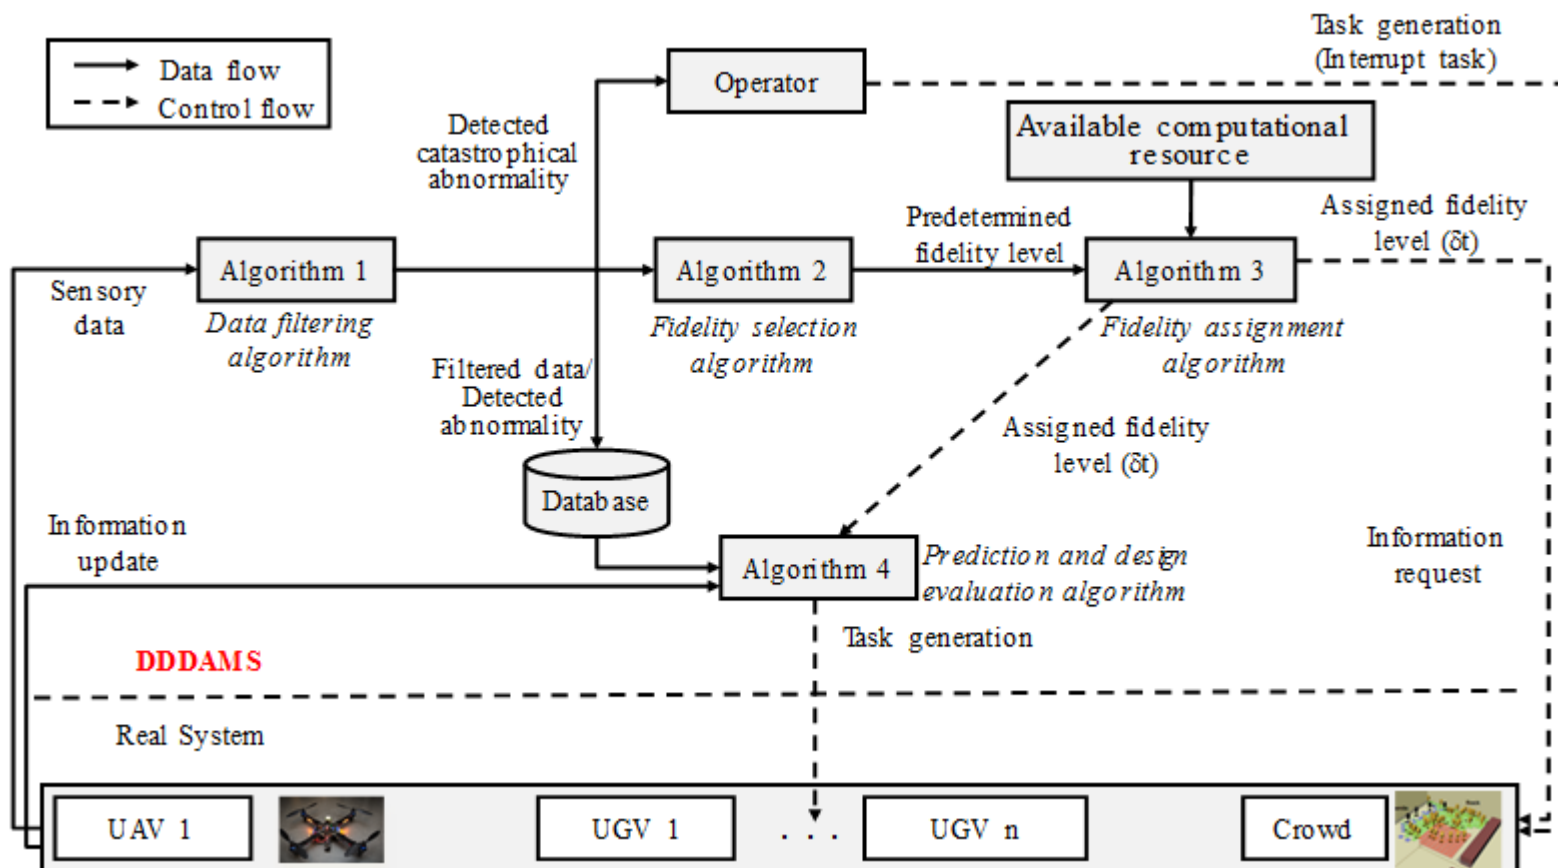 Task generation
(Interrupt task)
Data flow
Control flow
Operator
Available computational
resource
Detected
catastrophical
abnormality
Predetermined
fidelity level
Assigned fidelity
level (δt)
Algorithm 1
Algorithm 2
Algorithm 3
Sensory
data
Data filtering
algorithm
Fidelity selection
algorithm
Fidelity assignment
algorithm
Filtered data/
Detected
abnormality
Assigned fidelity
level (δt)
Database
Information
update
Algorithm 4
Prediction and design
evaluation algorithm
Information
request
Task generation
DDDAMS
Real System
UAV 1
UGV 1
. . .
UGV n
Crowd